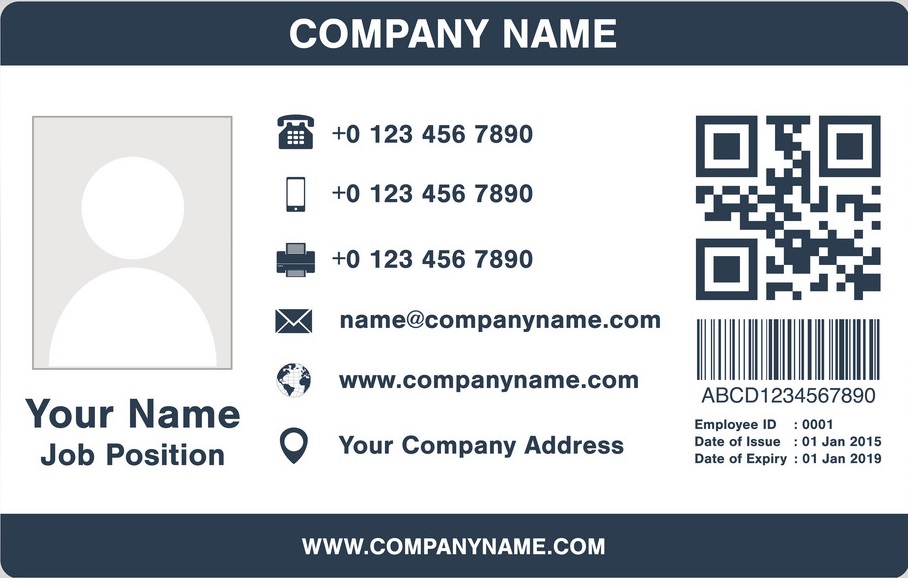 COMPANY NAME
+0 123 456 7890
+0 123 456 7890
+0 123 456 7890
name@companyname.com
www.companyname.com
Your Company Address
Your Name
Job Position
ABCD1234567890
Employee ID : 0001
Date of Issue : 01 Jan 2015
Date of Expiry : 01 Jan 2019
WWW.COMPANYNAME.COM